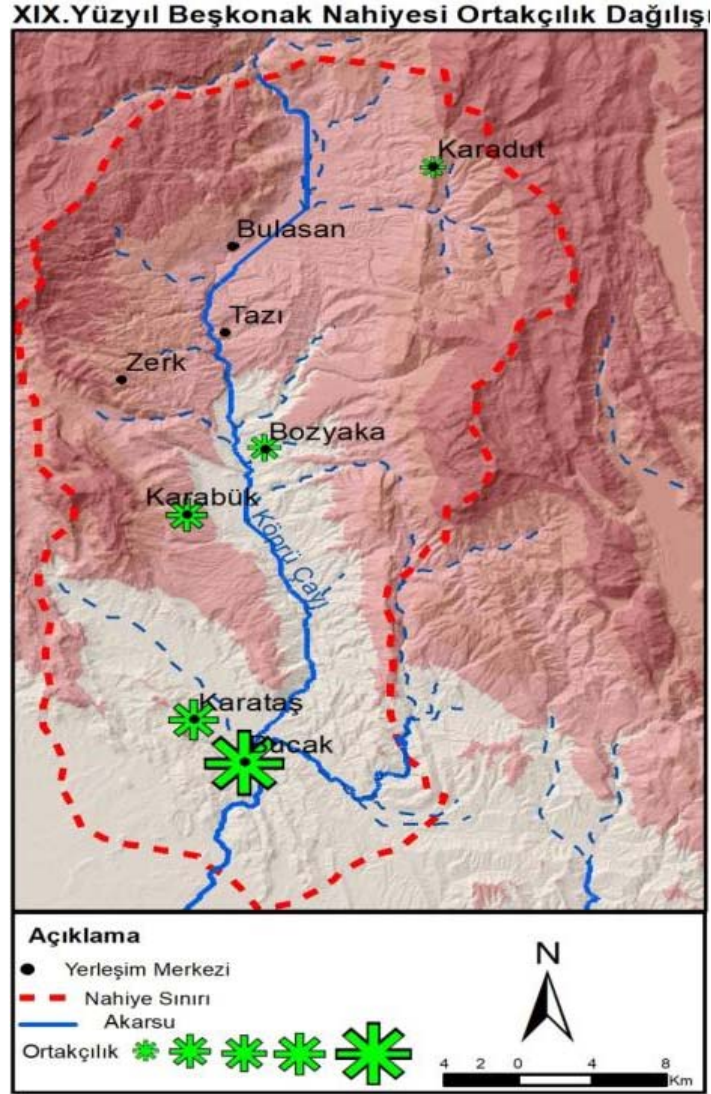 XIX.Yüzyıl Beşkonak Nahiyesi Ortakçılık Dağılışı
Karadut
Bulasan
Tazı
Zerk
Bozyaka
Karabük
Köprü Çayı
Karataş
Bucak
Açıklama
Yerleşim Merkezi
Nahiye Sınırı
Akarsu
Ortakçılık
N
4 2 0 4 8
Km